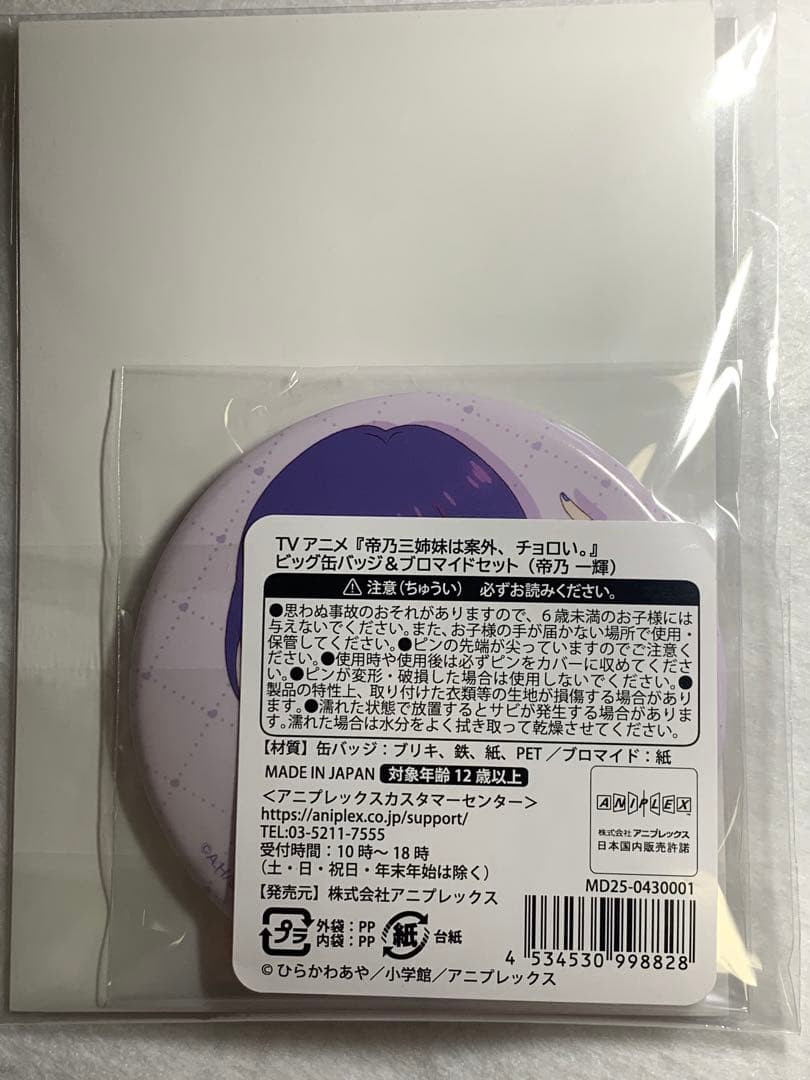 TVアニメ『帝乃三姉妹は案外、チョロい。』
ビッグ缶バッジ&ブロマイドセット(帝乃 一輝)
注意(ちゅうい) 必ずお読みください。
●思わぬ事故のおそれがありますので、6歳未満のお子様には
与えないでください。また、お子様の手が届かない場所で使用・
保管してください。●ピンの先端が尖っていますのでご注意く
ださい。●使用時や使用後は必ずピンをカバーに収めてくださ
い。●ピンが変形・破損した場合は使用しないでください。●
製品の特性上、取り付けた衣類等の生地が損傷する場合があり
ます。●濡れた状態で放置するとサビが発生する場合がありま
す。濡れた場合は水分をよく拭き取って乾燥させてください。
【材質】缶バッジ:ブリキ、鉄、紙、PET/ブロマイド:紙
MADE IN JAPAN 対象年齢12歳以上
<アニプレックスカスタマーセンター>
https://aniplex.co.jp/support/
TEL:03-5211-7555
受付時間:10時~18時
(土・日・祝日・年末年始は除く)
【発売元】株式会社アニプレックス
ANIPLEX
株式会社アニプレックス
日本国内販売許諾
MD25-0430001
プラ 外袋:PP
内袋:PP
紙 台紙
4 534530 998828
©ひらかわあや/小学館/アニプレックス
©A.H